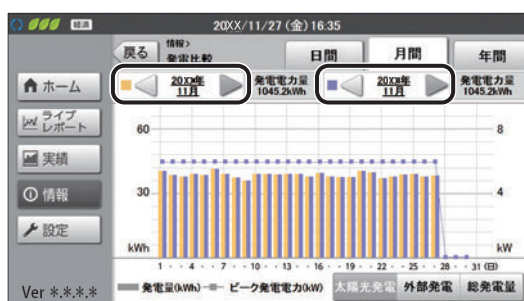 経済 20XX/11/27 (金) 16:35
戻る 情報>
発電比較
日間 月間 年間
20XX年
11月
発電電力量
1045.2kWh
20XX年
11月
発電電力量
1045.2kWh
ホーム
ライブ
レポート
実績
情報
設定
Ver *.*.*.*
60 8
30 4
kWh kW
1 ・ ・ 4 ・ ・ 7 ・ ・ 10 ・ ・ 13 ・ ・ 16 ・ ・ 19 ・ ・ 22 ・ ・ 25 ・ ・ 28 ・ ・ 31 (日)
発電量(kWh) ピーク発電電力(kW)
太陽光発電 外部発電 総発電量